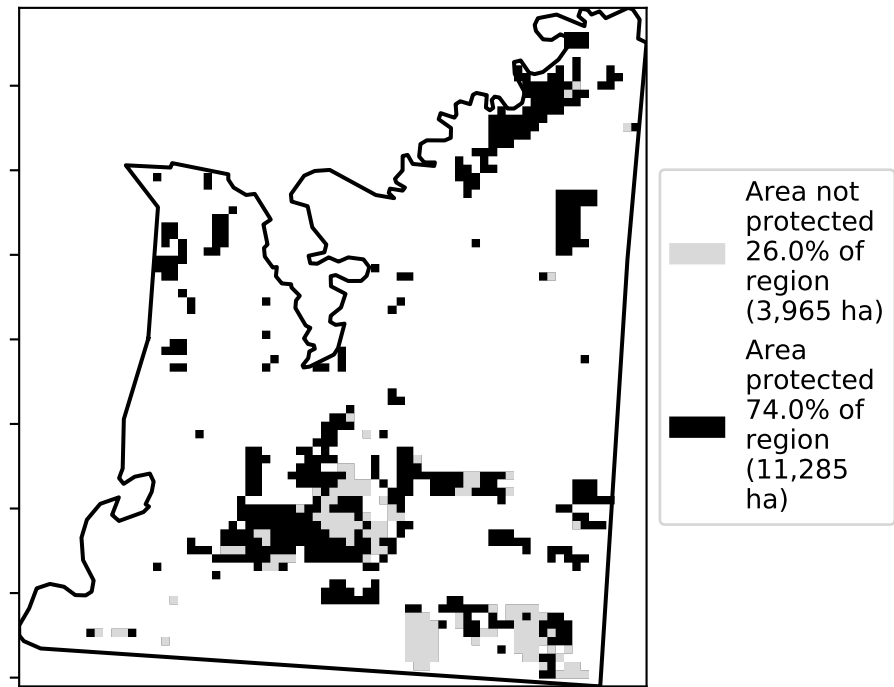 Area not
protected
26.0% of
region
(3,965 ha)
Area
protected
74.0% of
region
(11,285
ha)